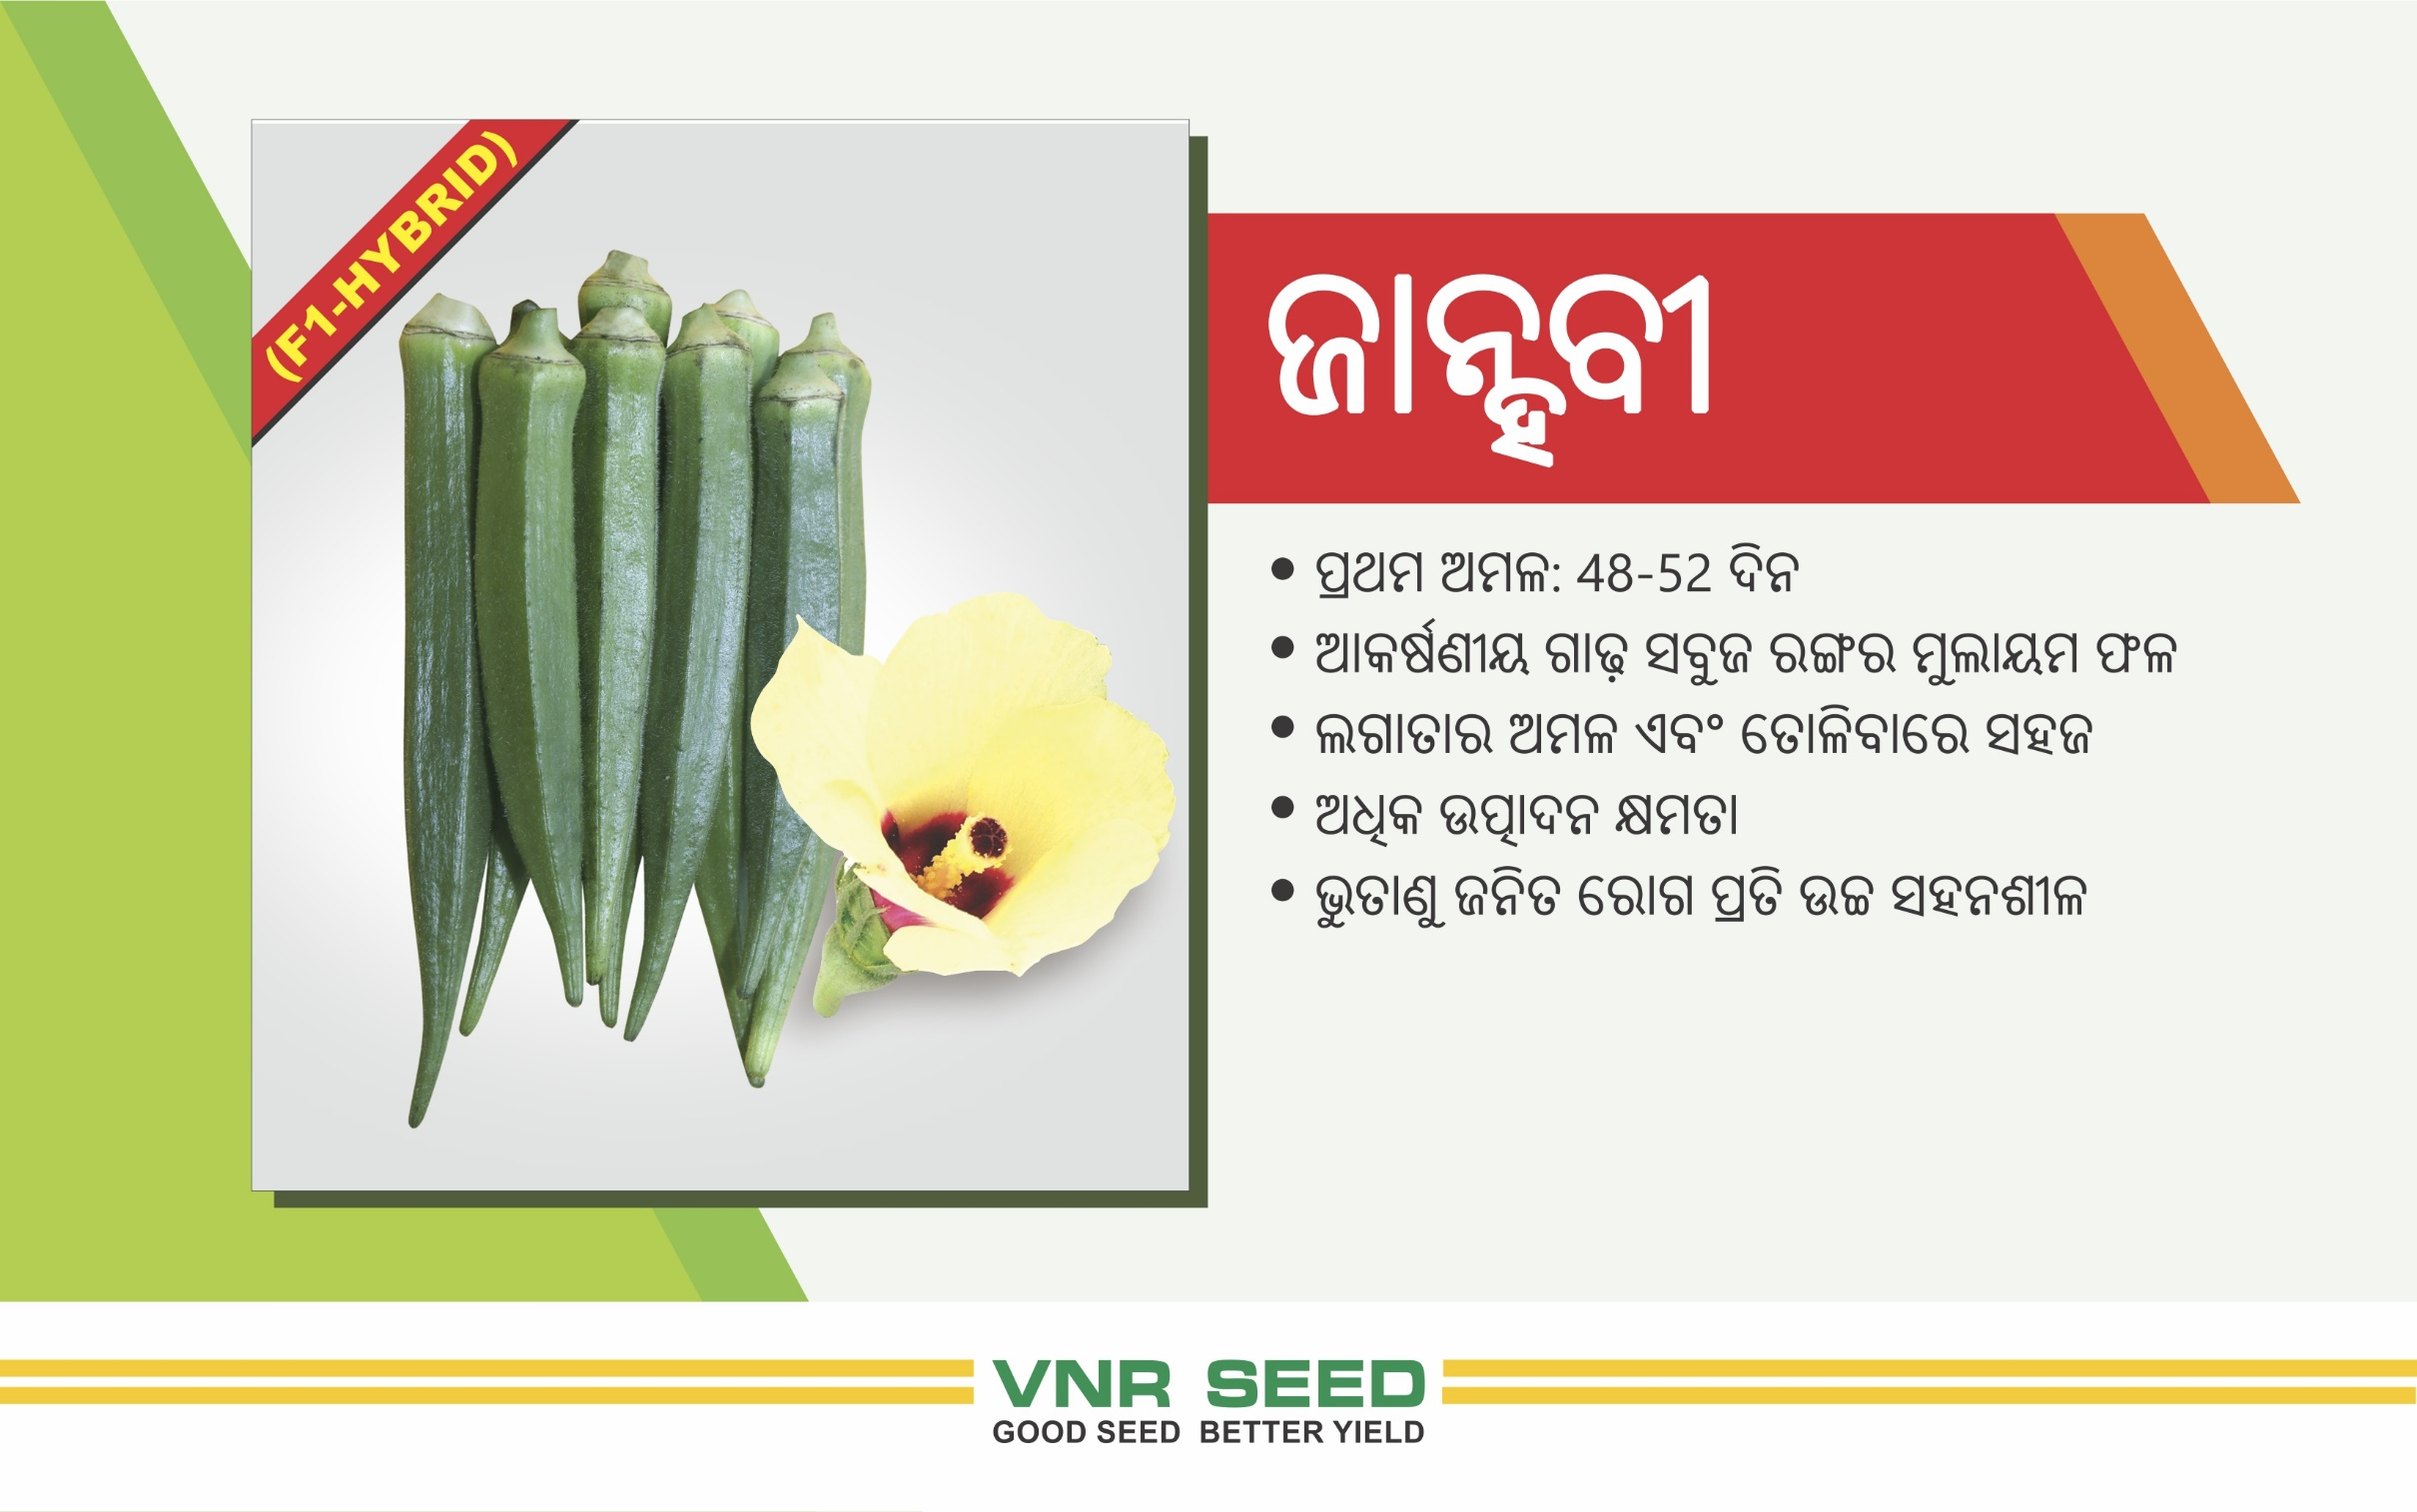 (F1-HYBRID)
ଜାହ୍ନବୀ
• ପ୍ରଥମ ଅମଳ: 48-52 ଦିନ
• ଆକର୍ଷଣୀୟ ଗାଢ଼ ସବୁଜ ରଙ୍ଗର ମୁଲାୟମ ଫଳ
• ଲଗାତାର ଅମଳ ଏବଂ ତୋଳିବାରେ ସହଜ
• ଅଧିକ ଉତ୍ପାଦନ କ୍ଷମତା
• ଭୁତାଣୁ ଜନିତ ରୋଗ ପ୍ରତି ଉଚ୍ଚ ସହନଶୀଳ
VNR SEED
GOOD SEED BETTER YIELD